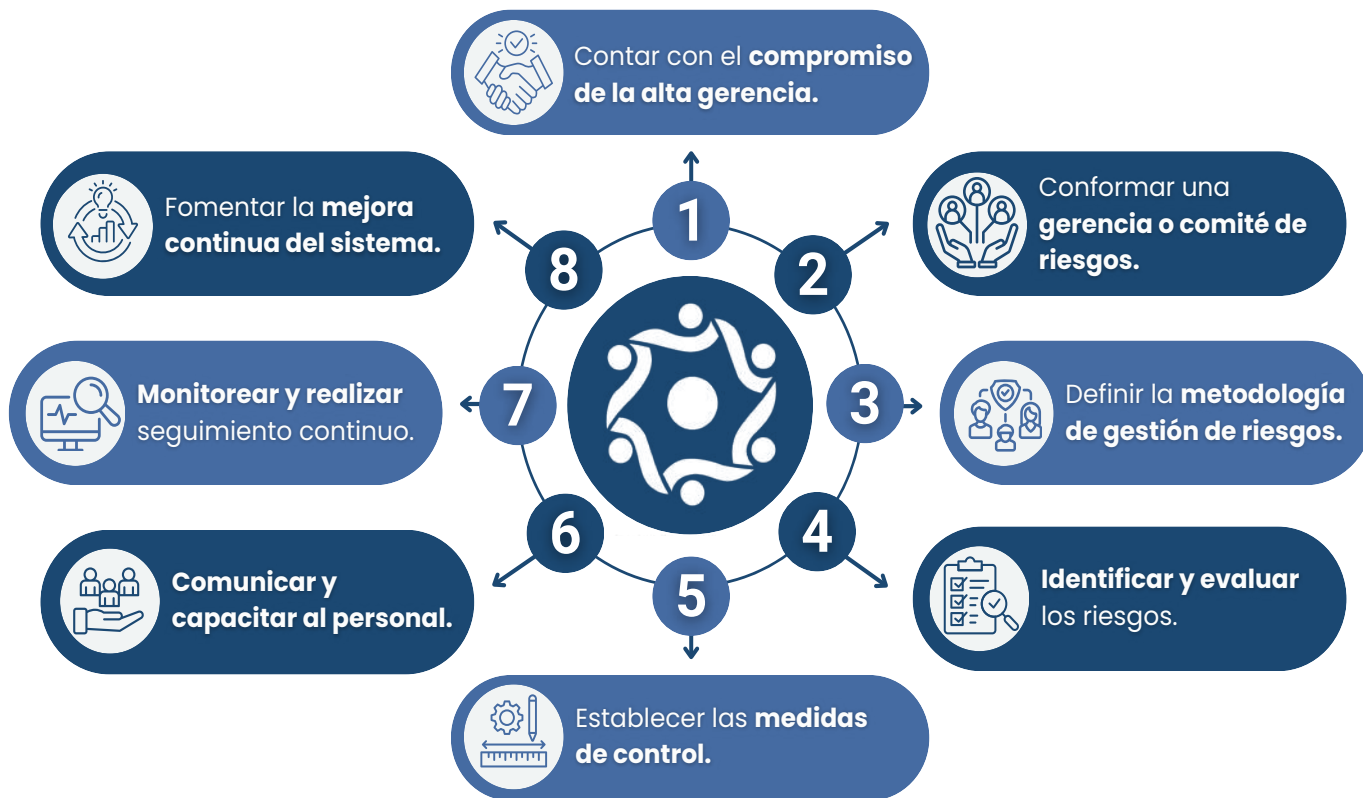 1
Contar con el compromiso
de la alta gerencia.
2
Conformar una
gerencia o comité de
riesgos.
3
Definir la metodología
de gestión de riesgos.
4
Identificar y evaluar
los riesgos.
5
Establecer las medidas
de control.
6
Comunicar y
capacitar al personal.
7
Monitorear y realizar
seguimiento continuo.
8
Fomentar la mejora
continua del sistema.